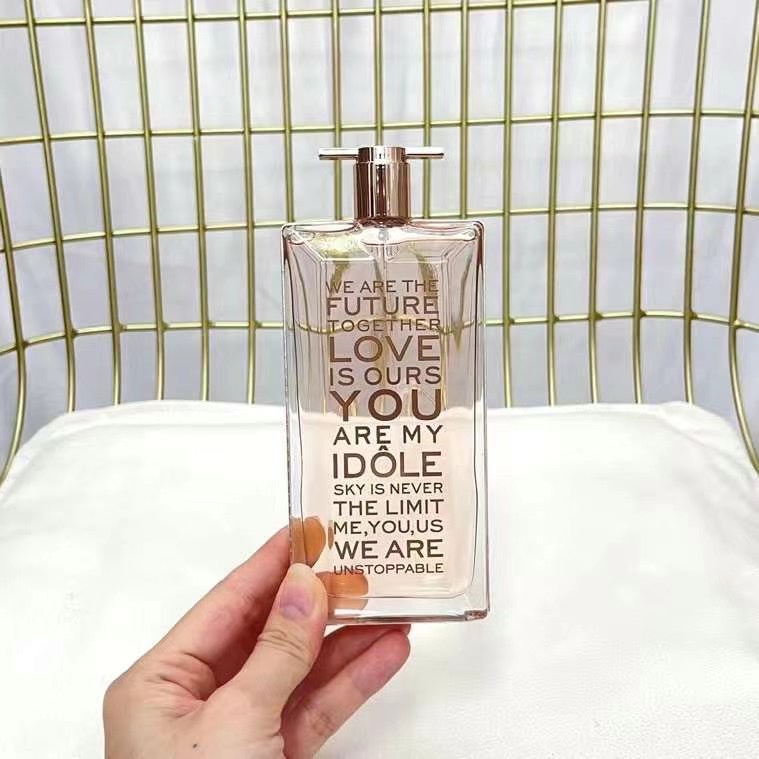 WE ARE THE
FUTURE
TOGETHER
LOVE
IS OURS
YOU
ARE MY
IDÔLE
SKY IS NEVER
THE LIMIT
ME,YOU,US
WE ARE
UNSTOPPABLE